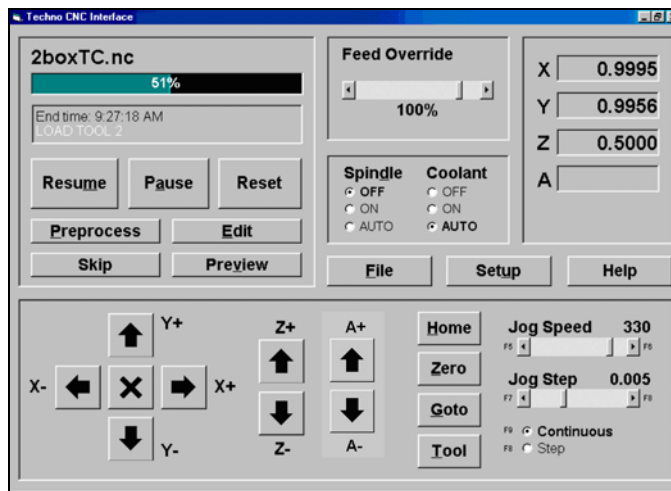 Techno CNC Interface
2boxTC.nc
51%
End time: 9:27:18 AM
LOAD TOOL 2
Resume
Pause
Reset
Preprocess
Edit
Skip
Preview
Feed Override
100%
Spindle
OFF
ON
AUTO
Coolant
OFF
ON
AUTO
X 0.9995
Y 0.9956
Z 0.5000
A
File
Setup
Help
Y+
X-
X+
Y-
Z+
Z-
A+
A-
Home
Zero
Goto
Tool
Jog Speed 330
F5 F6
Jog Step 0.005
F7 F8
F9 Continuous
F8 Step